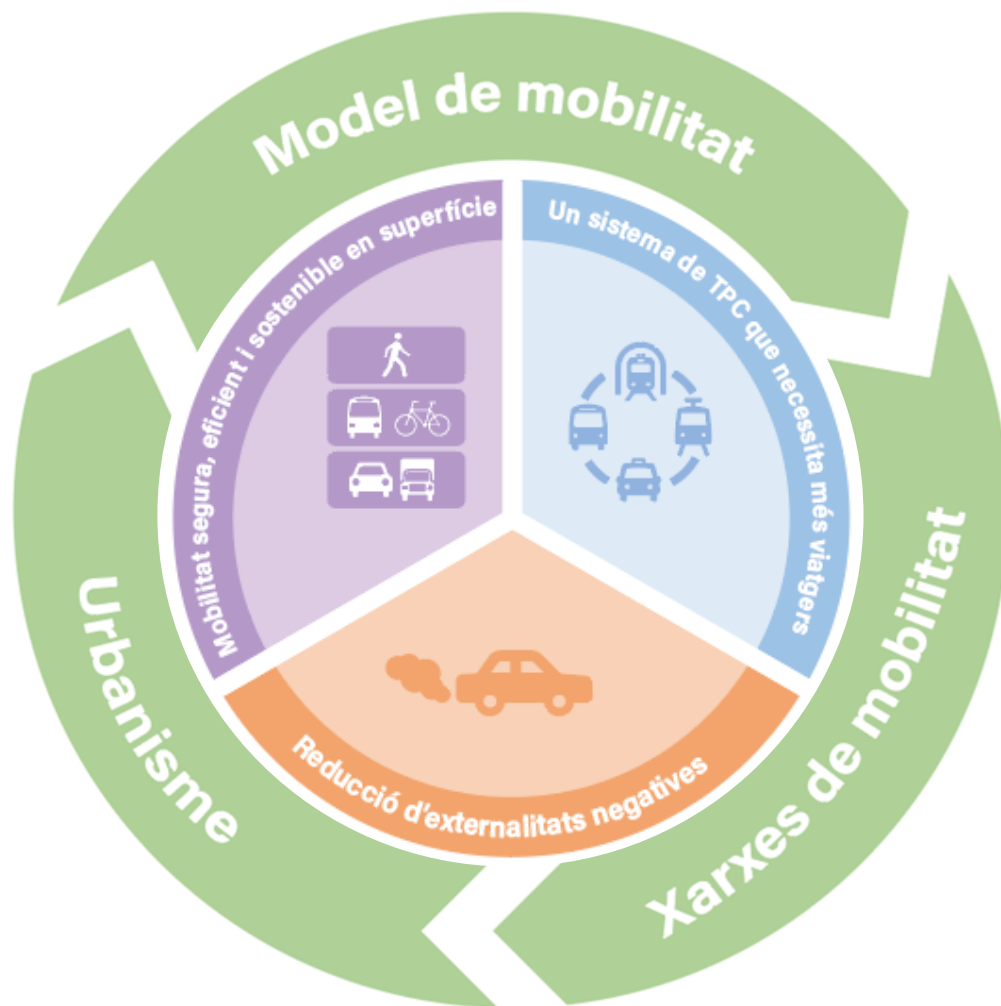 Model de mobilitat
Mobilitat segura, eficient i sostenible en superfície
Un sistema de TPC que necessita més viatgers
Reducció d'externalitats negatives
Urbanisme
Xarxes de mobilitat